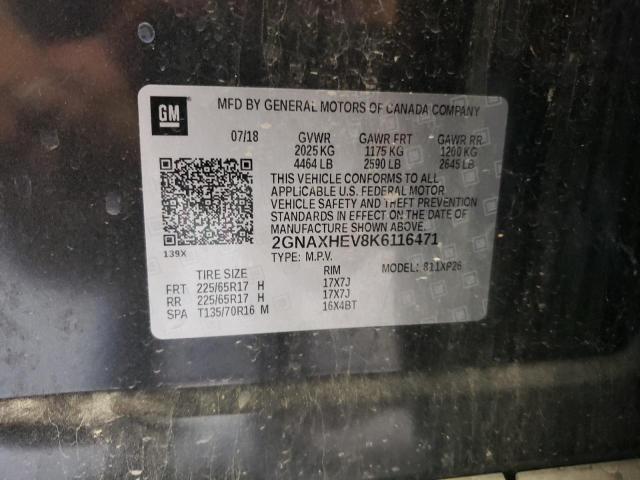 GM
MFD BY GENERAL MOTORS OF CANADA COMPANY
07/18 GVWR GAWR FRT GAWR RR
2025 KG 1175 KG 1200 KG
4464 LB 2590 LB 2645 LB
THIS VEHICLE CONFORMS TO ALL
APPLICABLE U.S. FEDERAL MOTOR
VEHICLE SAFETY AND THEFT PREVENTION
STANDARDS IN EFFECT ON THE DATE OF
MANUFACTURE SHOWN ABOVE.
2GNAXHEV8K6116471
139X TYPE: M.P.V. MODEL: 811XP26
TIRE SIZE RIM
FRT 225/65R17 H 17X7J
RR 225/65R17 H 17X7J
SPA T135/70R16 M 16X4BT